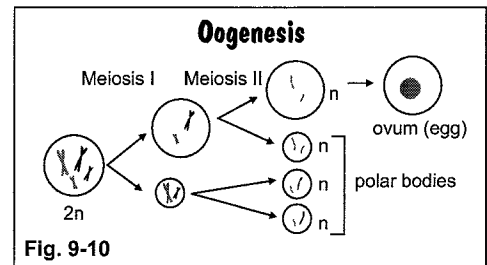 Oogenesis
Meiosis I
Meiosis II
n
ovum (egg)
n
n
polar bodies
n
2n
Fig. 9-10